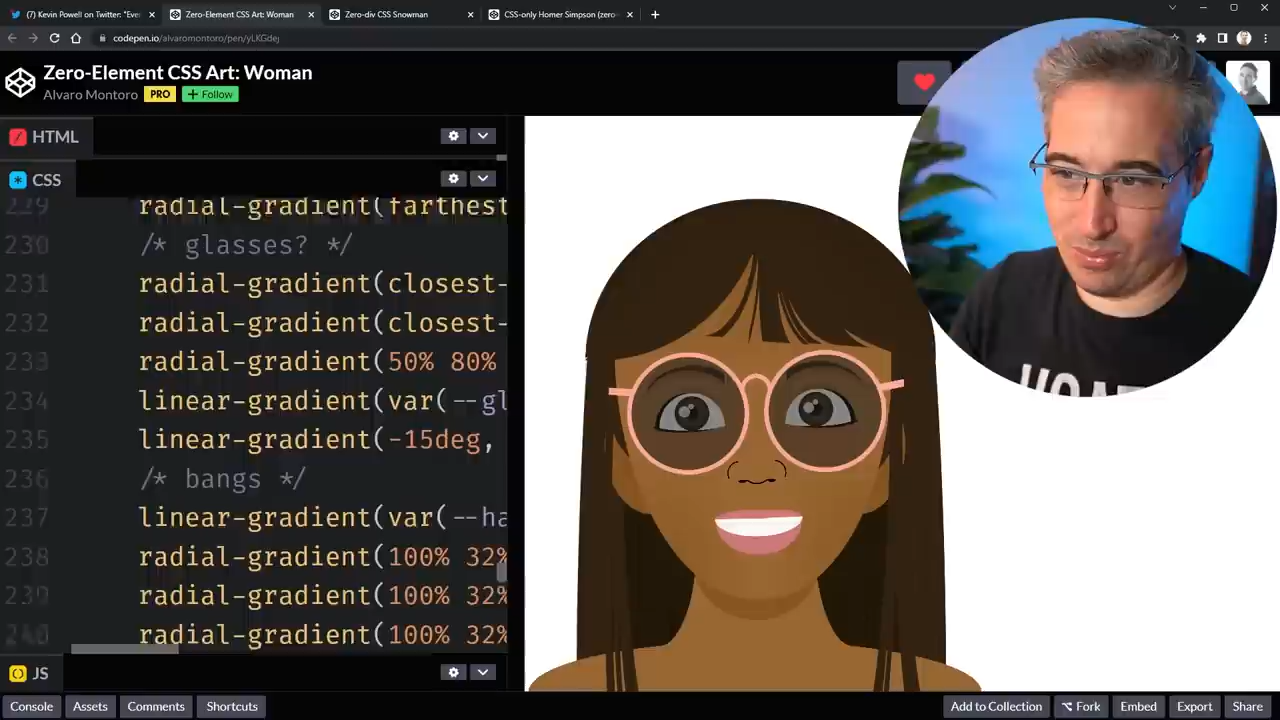 (7) Kevin Powell on Twitter: "Eve
Zero-Element CSS Art: Woman
Zero-div CSS Snowman
CSS-only Homer Simpson (zero-
codepen.io/alvaromontoro/pen/yLKGdej
Zero-Element CSS Art: Woman
Alvaro Montoro PRO + Follow
HTML
CSS
229 radial-gradient(farthest
230 /* glasses? */
231 radial-gradient(closest-
232 radial-gradient(closest-
233 radial-gradient(50% 80%
234 linear-gradient(var(--gl
235 linear-gradient(-15deg,
236 /* bangs */
237 linear-gradient(var(--ha
238 radial-gradient(100% 32%
239 radial-gradient(100% 32%
240 radial-gradient(100% 32%
JS
Console Assets Comments Shortcuts
Add to Collection Fork Embed Export Share